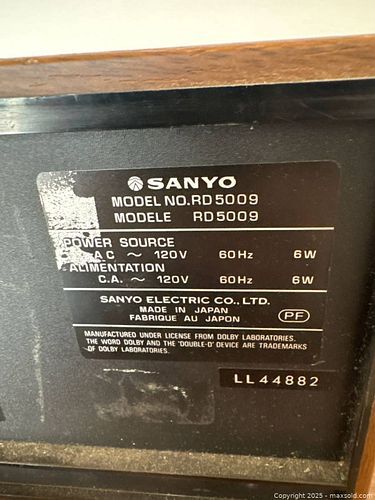 SANYO
MODEL NO. RD5009
MODELE RD5009
POWER SOURCE
AC ~ 120V 60Hz 6W
ALIMENTATION
C.A. ~ 120V 60Hz 6W
SANYO ELECTRIC CO., LTD.
MADE IN JAPAN
FABRIQUE AU JAPON
PF
MANUFACTURED UNDER LICENSE FROM DOLBY LABORATORIES.
THE WORD DOLBY AND THE 'DOUBLE-D' DEVICE ARE TRADEMARKS
OF DOLBY LABORATORIES.
LL44882
Copyright © 2025 - maxsold.com